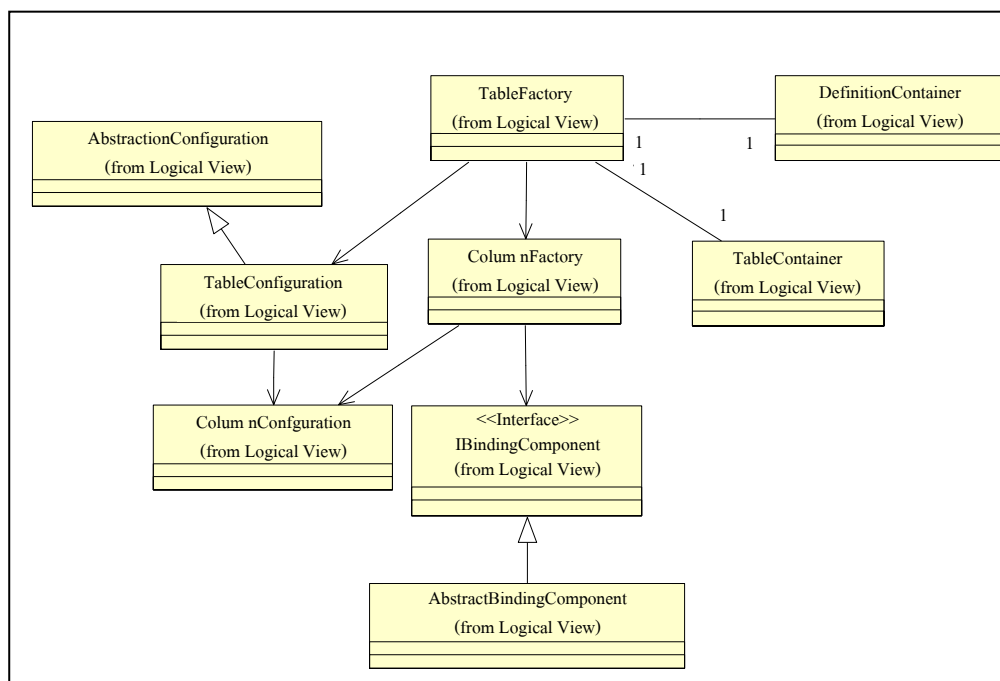 TableFactory
(from Logical View)
DefinitionContainer
(from Logical View)
1
1
1
1
AbstractionConfiguration
(from Logical View)
TableConfiguration
(from Logical View)
Colum nFactory
(from Logical View)
TableContainer
(from Logical View)
Colum nConfguration
(from Logical View)
<<Interface>>
IBindingComponent
(from Logical View)
AbstractBindingComponent
(from Logical View)